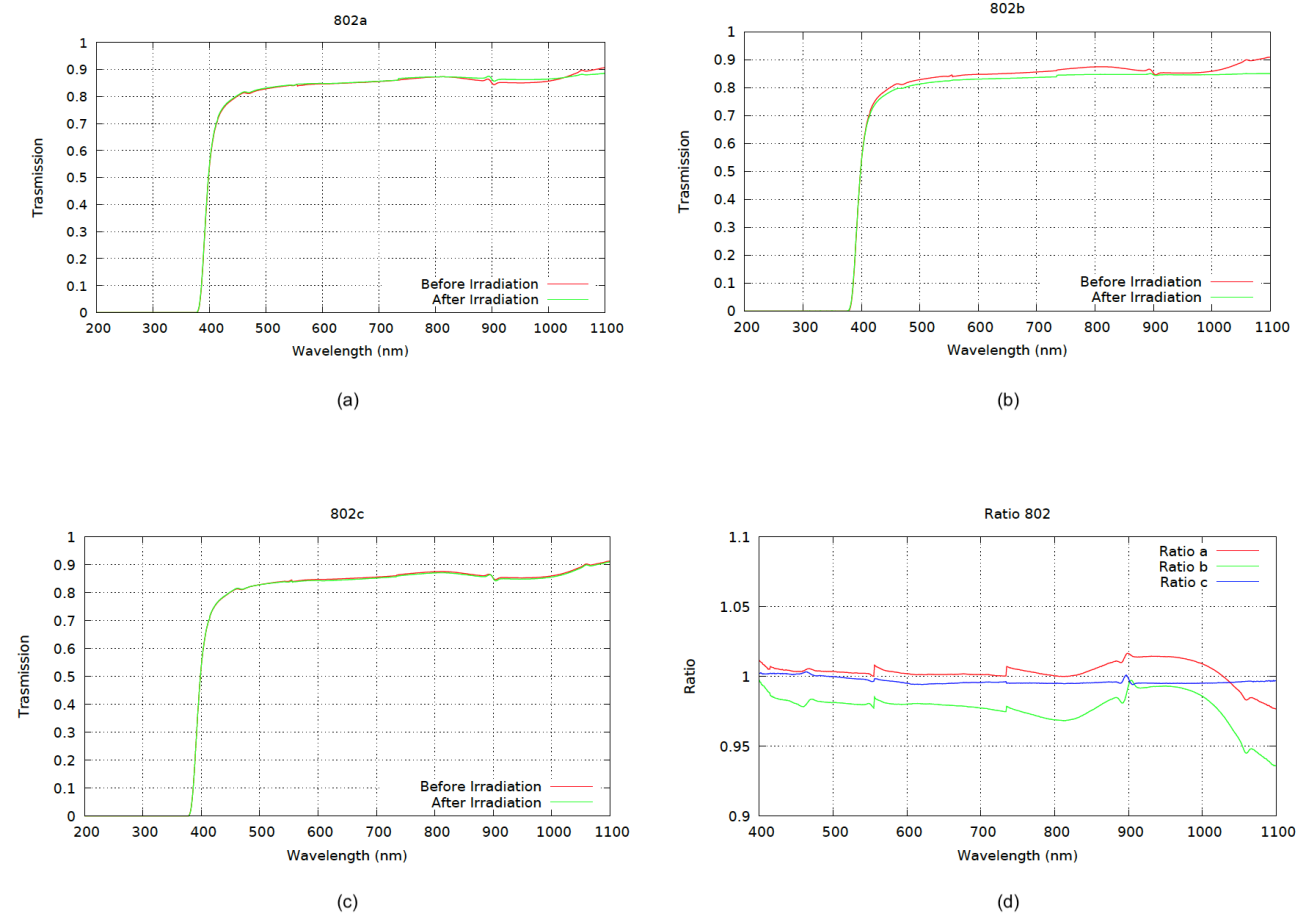 802a
1
0.9
0.8
0.7
0.6
0.5
0.4
0.3
0.2
0.1
0
Trasmission
Before Irradiation
After Irradiation
200 300 400 500 600 700 800 900 1000 1100
Wavelength (nm)
(a)
802b
1
0.9
0.8
0.7
0.6
0.5
0.4
0.3
0.2
0.1
0
Trasmission
Before Irradiation
After Irradiation
200 300 400 500 600 700 800 900 1000 1100
Wavelength (nm)
(b)
802c
1
0.9
0.8
0.7
0.6
0.5
0.4
0.3
0.2
0.1
0
Trasmission
Before Irradiation
After Irradiation
200 300 400 500 600 700 800 900 1000 1100
Wavelength (nm)
(c)
Ratio 802
1.1
1.05
1
0.95
0.9
Ratio
Ratio a
Ratio b
Ratio c
400 500 600 700 800 900 1000 1100
Wavelength (nm)
(d)